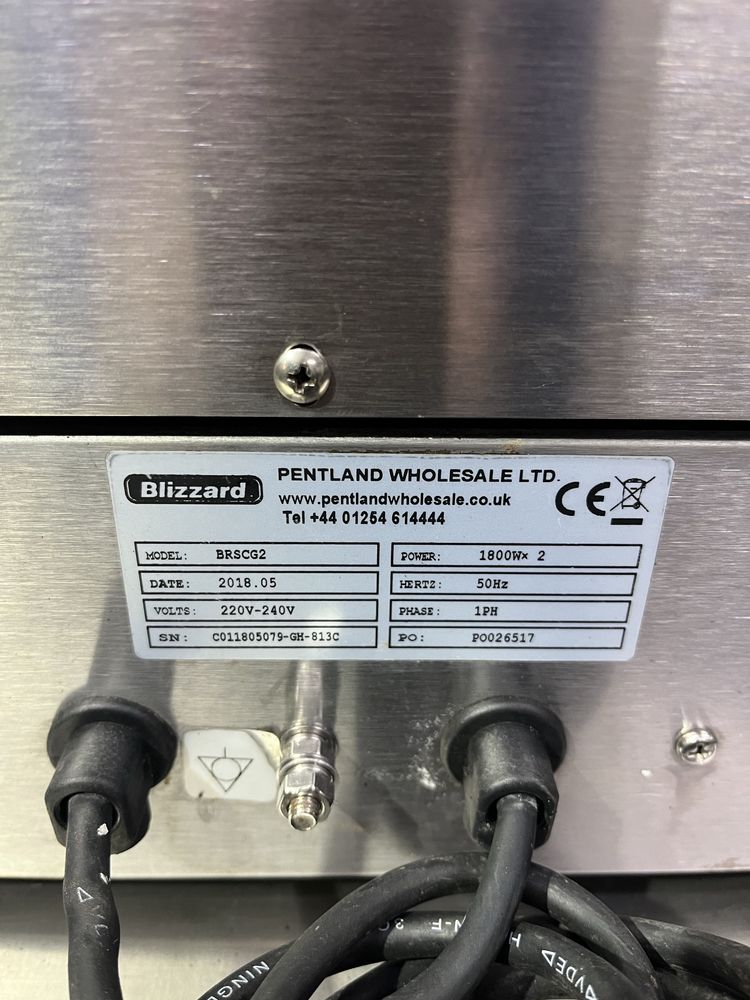 Blizzard
PENTLAND WHOLESALE LTD.
www.pentlandwholesale.co.uk
Tel +44 01254 614444
CE
MODEL: BRSCG2
POWER: 1800W× 2
DATE: 2018.05
HERTZ: 50Hz
VOLTS: 220V-240V
PHASE: 1PH
SN: C011805079-GH-813C
PO: PO026517